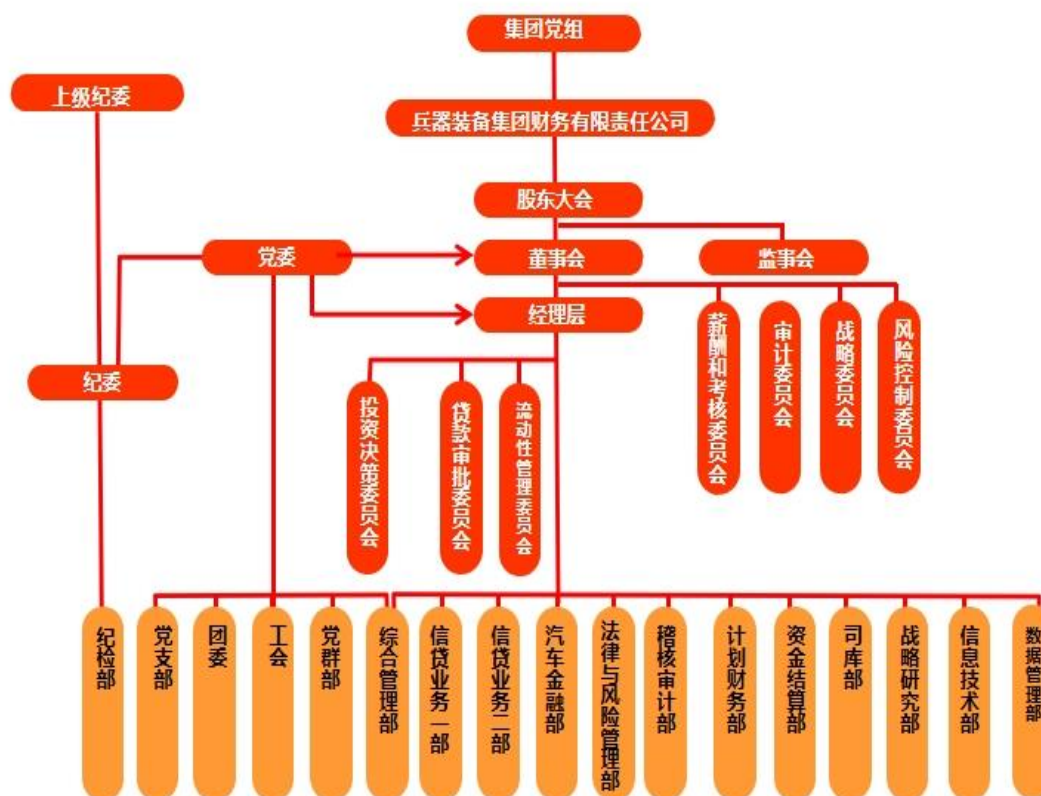 集团党组
上级纪委
兵器装备集团财务有限责任公司
股东大会
党委
董事会
监事会
经理层
纪委
薪酬和考核委员会
审计委员会
战略委员会
风险控制委员会
投资决策委员会
贷款审批委员会
流动性管理委员会
纪检部
党支部
团委
工会
党群部
综合管理部
信贷业务一部
信贷业务二部
汽车金融部
法律与风险管理部
稽核审计部
计划财务部
资金结算部
司库部
战略研究部
信息技术部
数据管理部